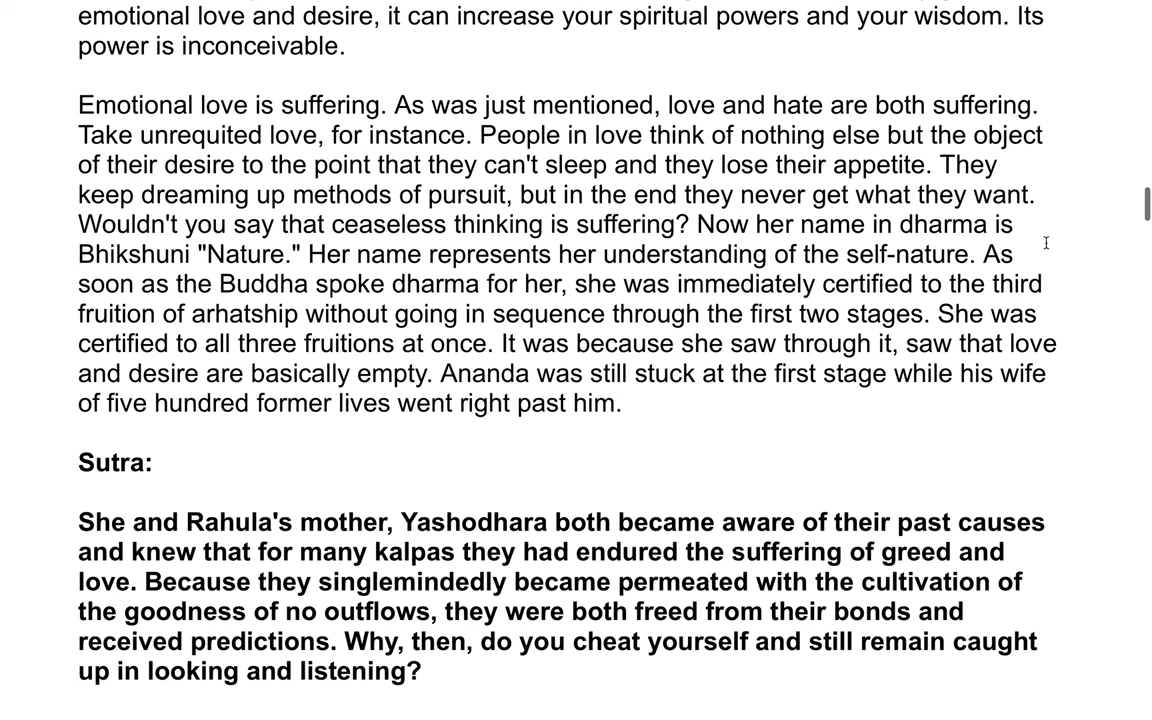 emotional love and desire, it can increase your spiritual powers and your wisdom. Its
power is inconceivable.
Emotional love is suffering. As was just mentioned, love and hate are both suffering.
Take unrequited love, for instance. People in love think of nothing else but the object
of their desire to the point that they can't sleep and they lose their appetite. They
keep dreaming up methods of pursuit, but in the end they never get what they want.
Wouldn't you say that ceaseless thinking is suffering? Now her name in dharma is
Bhikshuni "Nature." Her name represents her understanding of the self-nature. As
soon as the Buddha spoke dharma for her, she was immediately certified to the third
fruition of arhatship without going in sequence through the first two stages. She was
certified to all three fruitions at once. It was because she saw through it, saw that love
and desire are basically empty. Ananda was still stuck at the first stage while his wife
of five hundred former lives went right past him.
Sutra:
She and Rahula's mother, Yashodhara both became aware of their past causes
and knew that for many kalpas they had endured the suffering of greed and
love. Because they singlemindedly became permeated with the cultivation of
the goodness of no outflows, they were both freed from their bonds and
received predictions. Why, then, do you cheat yourself and still remain caught
up in looking and listening?